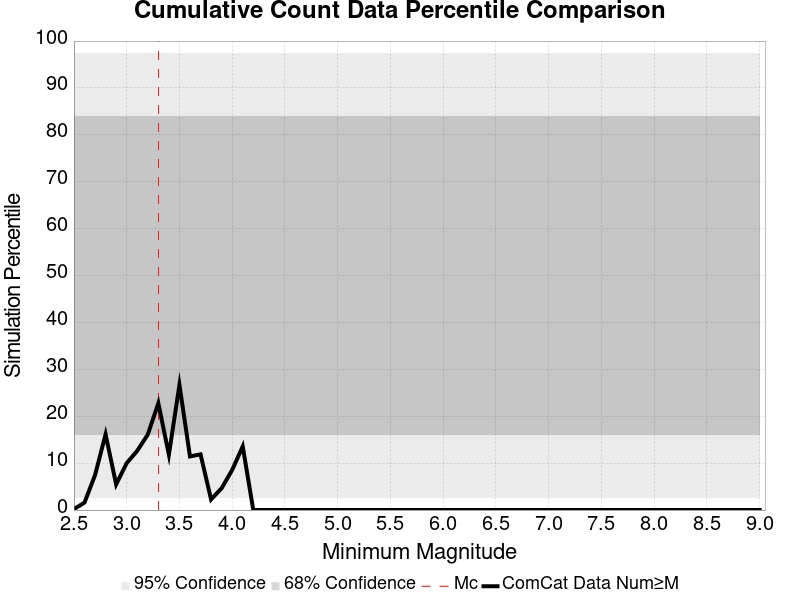 Cumulative Count Data Percentile Comparison
100
90
80
70
60
50
40
30
20
10
0
Simulation Percentile
2.5 3.0 3.5 4.0 4.5 5.0 5.5 6.0 6.5 7.0 7.5 8.0 8.5 9.0
Minimum Magnitude
95% Confidence 68% Confidence Mc ComCat Data Num≥M